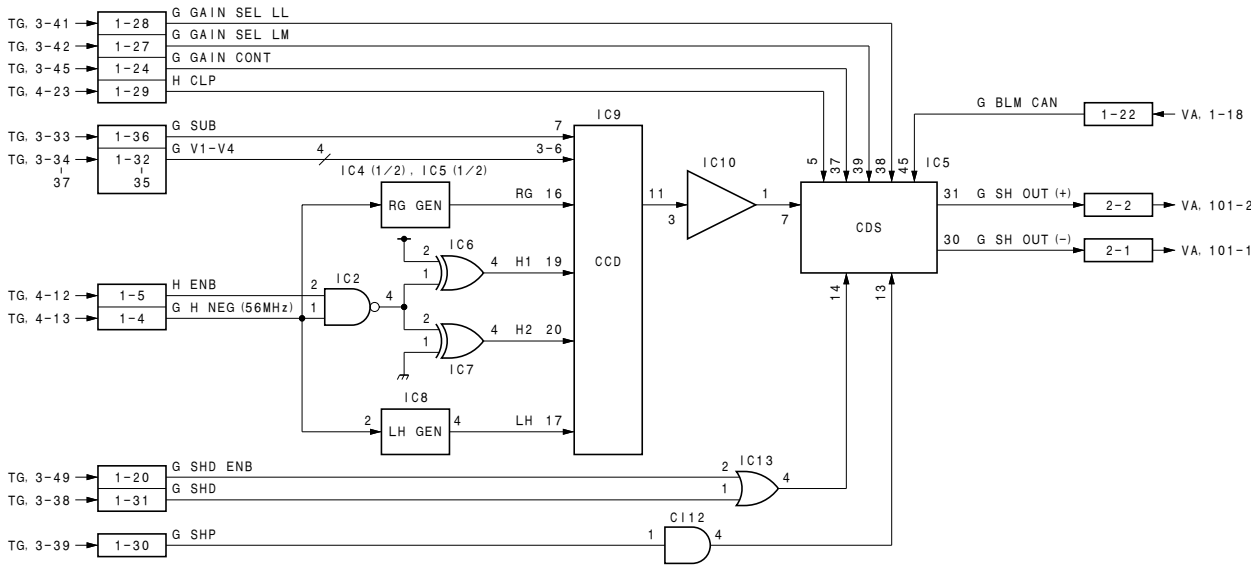 TG, 3-41 1-28 G GAIN SEL LL
TG, 3-42 1-27 G GAIN SEL LM
TG, 3-45 1-24 G GAIN CONT
TG, 4-23 1-29 H CLP
G BLM CAN 1-22 VA, 1-18
TG, 3-33 1-36 G SUB 7
TG, 3-34 1-32 G V1-V4 4 3-6
37 35
IC9
CCD
IC4 (1/2), IC5 (1/2)
RG GEN RG 16
11 3 IC10 1 7
5 37 39 38 45 IC5
CDS
31 G SH OUT (+) 2-2 VA, 101-2
30 G SH OUT (-) 2-1 VA, 101-1
14 13
2 IC6
1 4 H1 19
TG, 4-12 1-5 H ENB 2 IC2
TG, 4-13 1-4 G H NEG (56MHz) 1 4
2
1 4 H2 20
IC7
IC8
2 LH GEN 4 LH 17
TG, 3-49 1-20 G SHD ENB 2 IC13
TG, 3-38 1-31 G SHD 1 4
CI12
TG, 3-39 1-30 G SHP 1 4